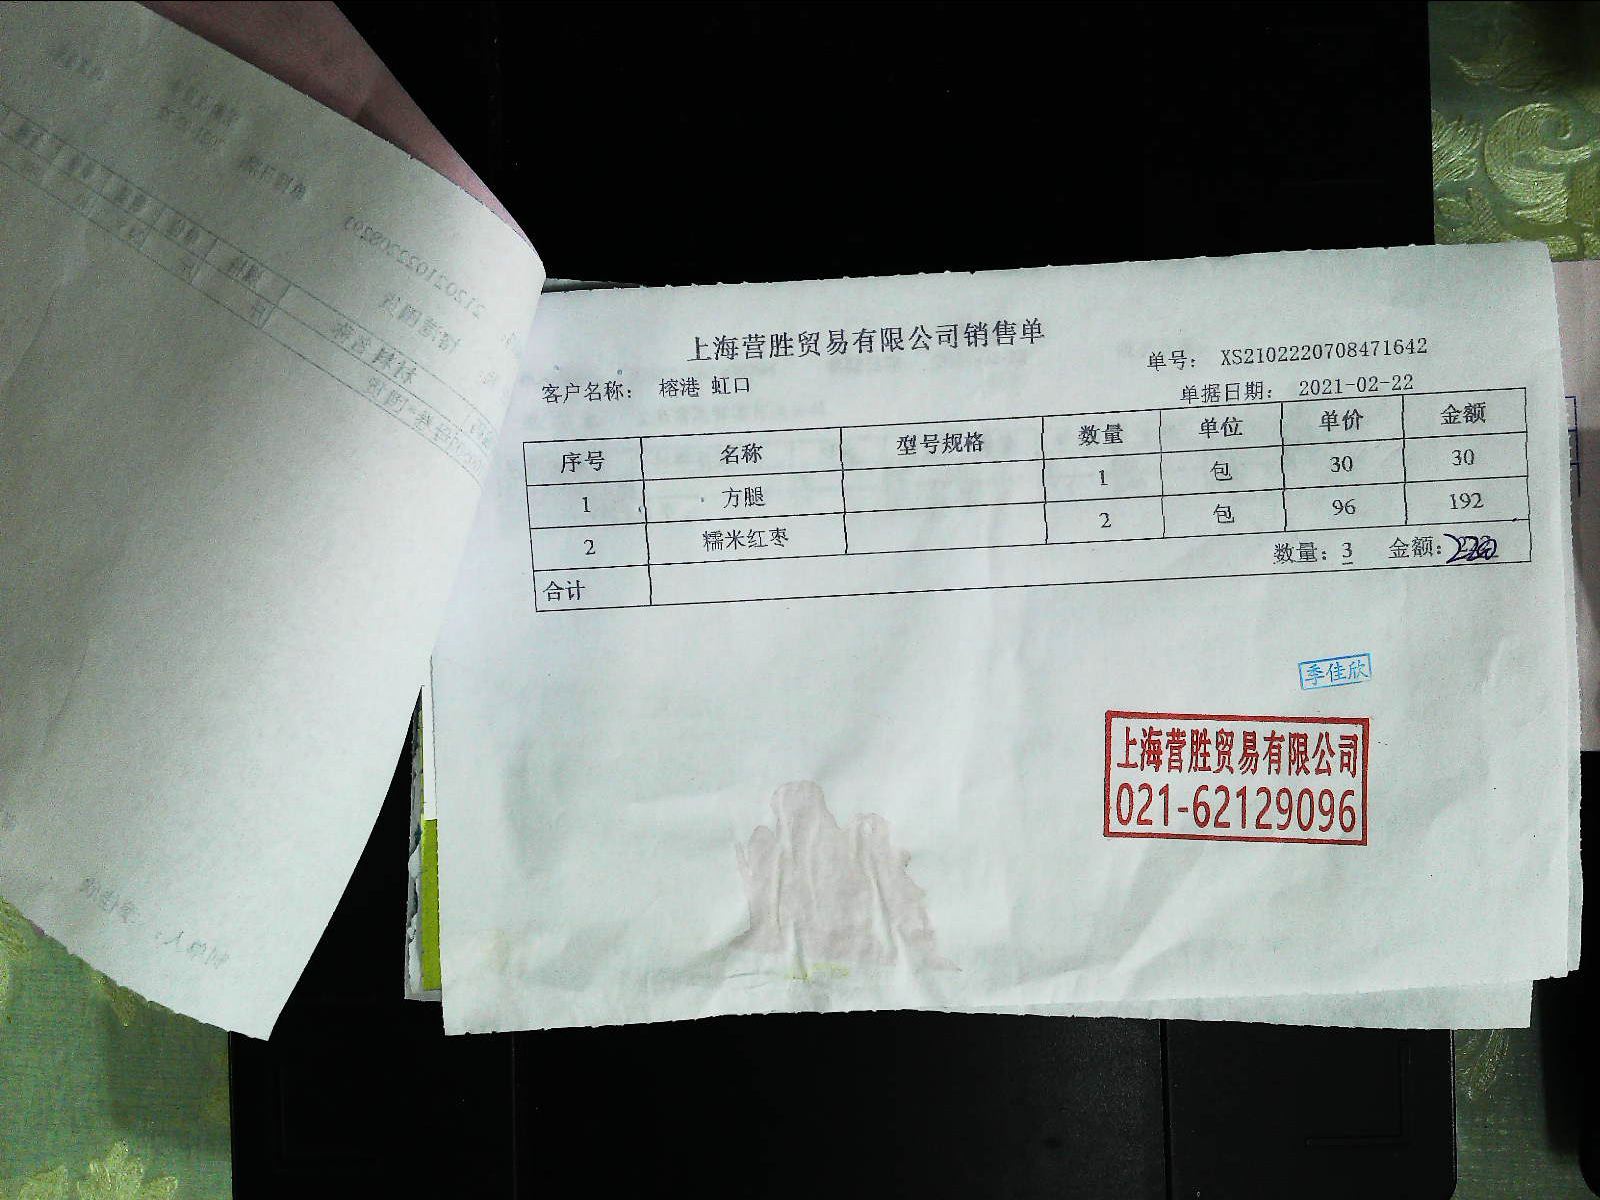 上海营胜贸易有限公司销售单
单号： XS2102220708471642
客户名称： 榕港 虹口
单据日期： 2021-02-22
序号 名称 型号规格 数量 单位 单价 金额
1 方腿 1 包 30 30
2 糯米红枣 2 包 96 192
合计 数量：3 金额：
季佳欣
上海营胜贸易有限公司
021-62129096